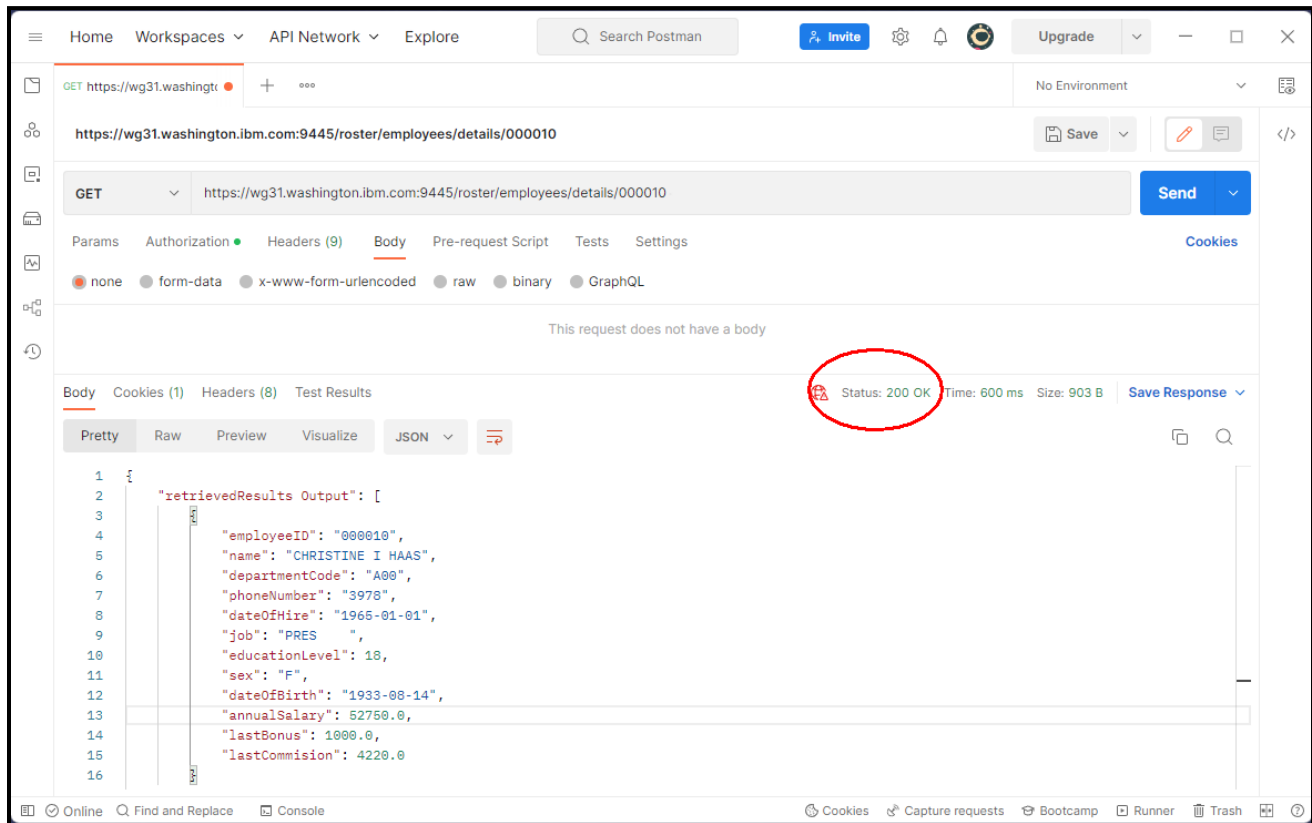 Home Workspaces API Network Explore Search Postman Invite Upgrade
GET https://wg31.washingt No Environment
https://wg31.washington.ibm.com:9445/roster/employees/details/000010 Save
GET https://wg31.washington.ibm.com:9445/roster/employees/details/000010 Send
Params Authorization Headers (9) Body Pre-request Script Tests Settings Cookies
none form-data x-www-form-urlencoded raw binary GraphQL
This request does not have a body
Body Cookies (1) Headers (8) Test Results Status: 200 OK Time: 600 ms Size: 903 B Save Response
Pretty Raw Preview Visualize JSON
1 {
2 "retrievedResults Output": [
3 {
4 "employeeID": "000010",
5 "name": "CHRISTINE I HAAS",
6 "departmentCode": "A00",
7 "phoneNumber": "3978",
8 "dateOfHire": "1965-01-01",
9 "job": "PRES    ",
10 "educationLevel": 18,
11 "sex": "F",
12 "dateOfBirth": "1933-08-14",
13 "annualSalary": 52750.0,
14 "lastBonus": 1000.0,
15 "lastCommision": 4220.0
16 }
Online Find and Replace Console Cookies Capture requests Bootcamp Runner Trash